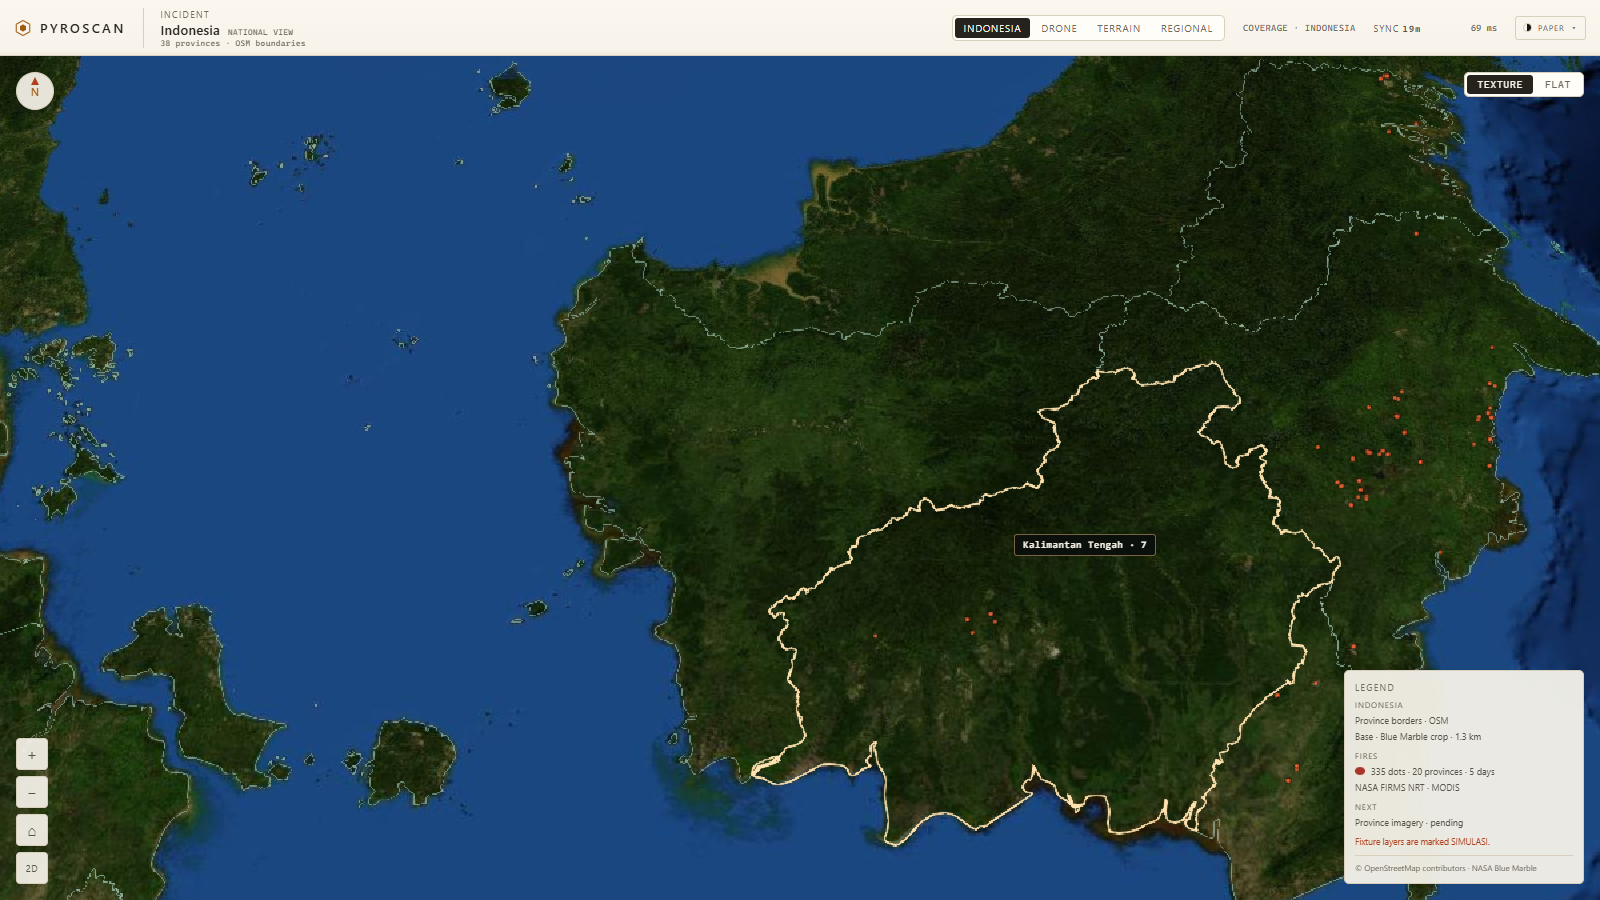 PYROSCAN
INCIDENT
Indonesia NATIONAL VIEW
38 provinces · OSM boundaries
INDONESIA DRONE TERRAIN REGIONAL
COVERAGE · INDONESIA
SYNC 19m
69 ms
PAPER
N
TEXTURE FLAT
Kalimantan Tengah · 7
+
−
⌂
2D
LEGEND
INDONESIA
Province borders · OSM
Base · Blue Marble crop · 1.3 km
FIRES
335 dots · 20 provinces · 5 days
NASA FIRMS NRT · MODIS
NEXT
Province imagery · pending
Fixture layers are marked SIMULASI.
© OpenStreetMap contributors · NASA Blue Marble